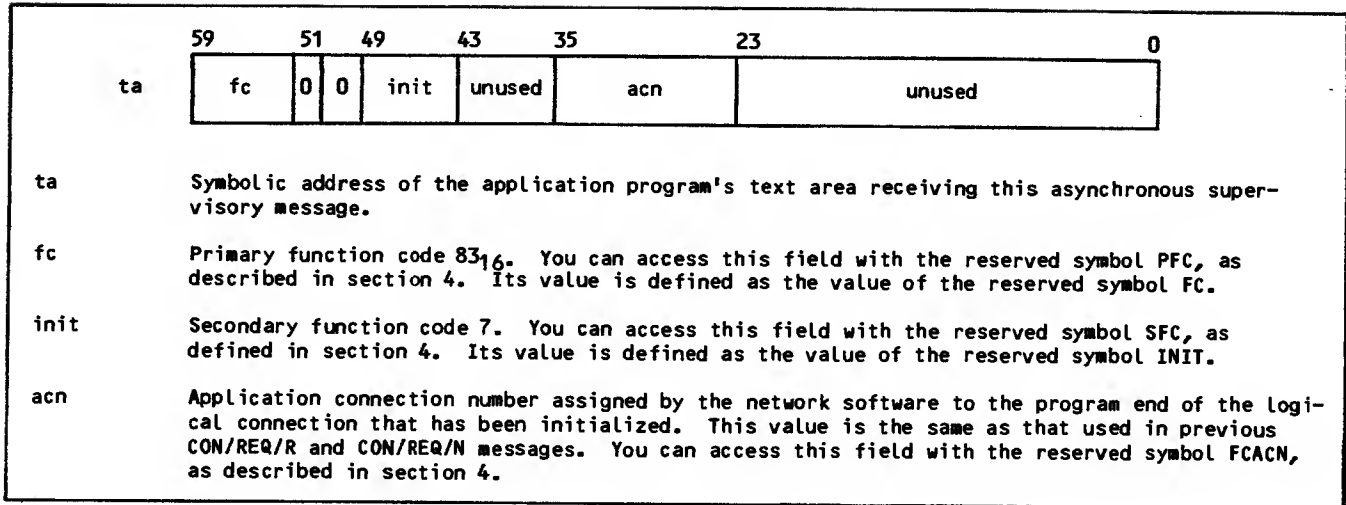 59 51 49 43 35 23 0
ta fc 0 0 init unused acn unused
ta Symbolic address of the application program's text area receiving this asynchronous super-
visory message.
fc Primary function code 83₁₆. You can access this field with the reserved symbol PFC, as
described in section 4. Its value is defined as the value of the reserved symbol FC.
init Secondary function code 7. You can access this field with the reserved symbol SFC, as
defined in section 4. Its value is defined as the value of the reserved symbol INIT.
acn Application connection number assigned by the network software to the program end of the logi-
cal connection that has been initialized. This value is the same as that used in previous
CON/REQ/R and CON/REQ/N messages. You can access this field with the reserved symbol FCACN,
as described in section 4.